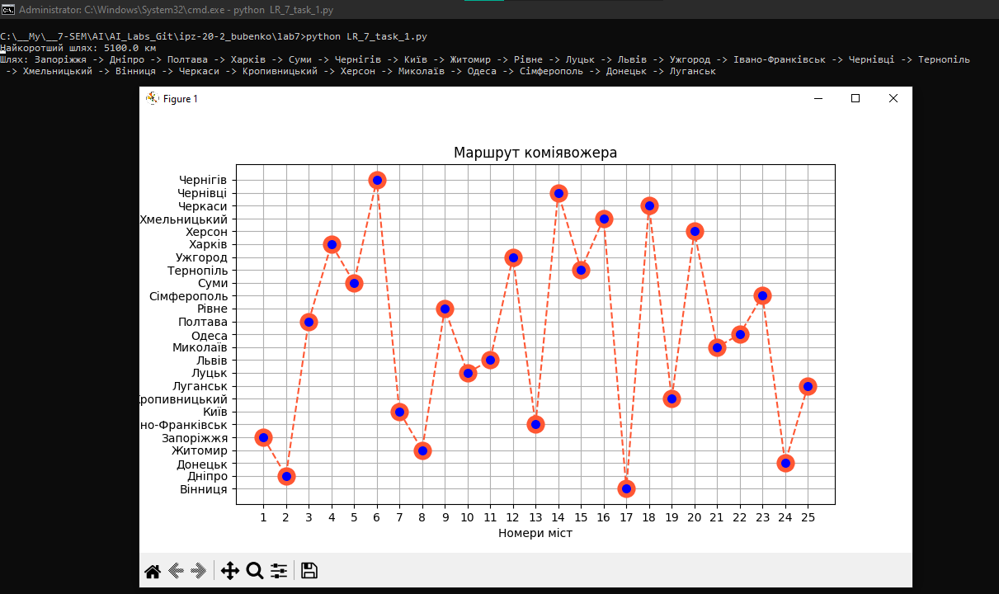 Administrator: C:\Windows\System32\cmd.exe - python LR_7_task_1.py
C:\__My\__7-SEM\AI\AI_Labs_Git\ipz-20-2_bubenko\lab7>python LR_7_task_1.py
Найкоротший шлях: 5100.0 км
Шлях: Запоріжжя -> Дніпро -> Полтава -> Харків -> Суми -> Чернігів -> Київ -> Житомир -> Рівне -> Луцьк -> Львів -> Ужгород -> Івано-Франківськ -> Чернівці -> Тернопіль
-> Хмельницький -> Вінниця -> Черкаси -> Кропивницький -> Херсон -> Миколаїв -> Одеса -> Сімферополь -> Донецьк -> Луганськ
Figure 1
Маршрут коміявожера
Чернігів
Чернівці
Черкаси
Хмельницький
Херсон
Харків
Ужгород
Тернопіль
Суми
Сімферополь
Рівне
Полтава
Одеса
Миколаїв
Львів
Луцьк
Луганськ
ропивницький
Київ
но-Франківськ
Запоріжжя
Житомир
Донецьк
Дніпро
Вінниця
1 2 3 4 5 6 7 8 9 10 11 12 13 14 15 16 17 18 19 20 21 22 23 24 25
Номери міст